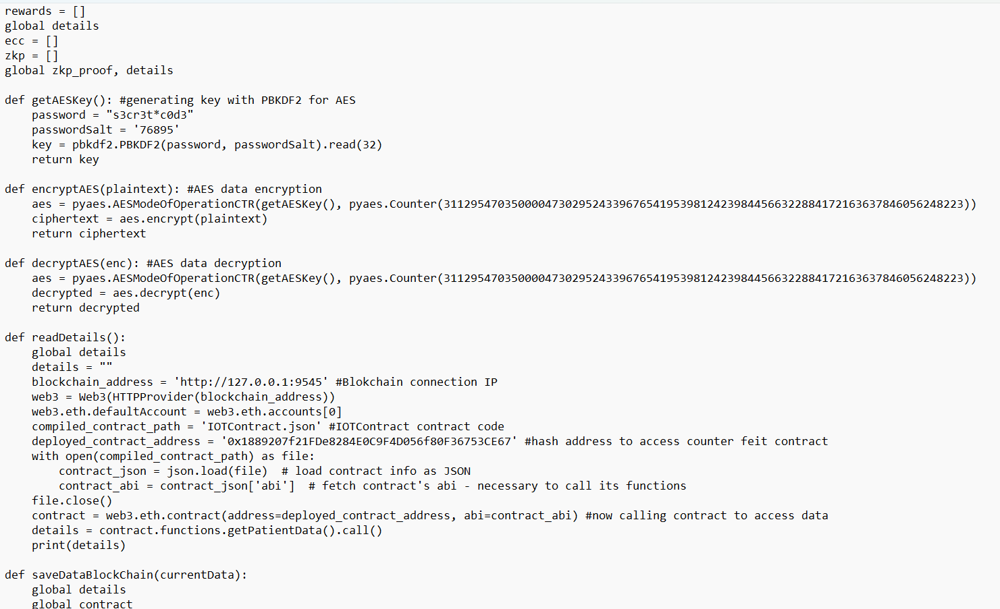 rewards = []
global details
ecc = []
zkp = []
global zkp_proof, details

def getAESKey(): #generating key with PBKDF2 for AES
    password = "s3cr3t*c0d3"
    passwordSalt = '76895'
    key = pbkdf2.PBKDF2(password, passwordSalt).read(32)
    return key

def encryptAES(plaintext): #AES data encryption
    aes = pyaes.AESModeOfOperationCTR(getAESKey(), pyaes.Counter(31129547035000047302952433967654195398124239844566322884172163637846056248223))
    ciphertext = aes.encrypt(plaintext)
    return ciphertext

def decryptAES(enc): #AES data decryption
    aes = pyaes.AESModeOfOperationCTR(getAESKey(), pyaes.Counter(31129547035000047302952433967654195398124239844566322884172163637846056248223))
    decrypted = aes.decrypt(enc)
    return decrypted

def readDetails():
    global details
    details = ""
    blockchain_address = 'http://127.0.0.1:9545' #Blokchain connection IP
    web3 = Web3(HTTPProvider(blockchain_address))
    web3.eth.defaultAccount = web3.eth.accounts[0]
    compiled_contract_path = 'IOTContract.json' #IOTContract contract code
    deployed_contract_address = '0x1889207f21FDe8284E0C9F4D056f80F36753CE67' #hash address to access counter feit contract
    with open(compiled_contract_path) as file:
        contract_json = json.load(file)  # load contract info as JSON
        contract_abi = contract_json['abi']  # fetch contract's abi - necessary to call its functions
    file.close()
    contract = web3.eth.contract(address=deployed_contract_address, abi=contract_abi) #now calling contract to access data
    details = contract.functions.getPatientData().call()
    print(details)

def saveDataBlockChain(currentData):
    global details
    global contract